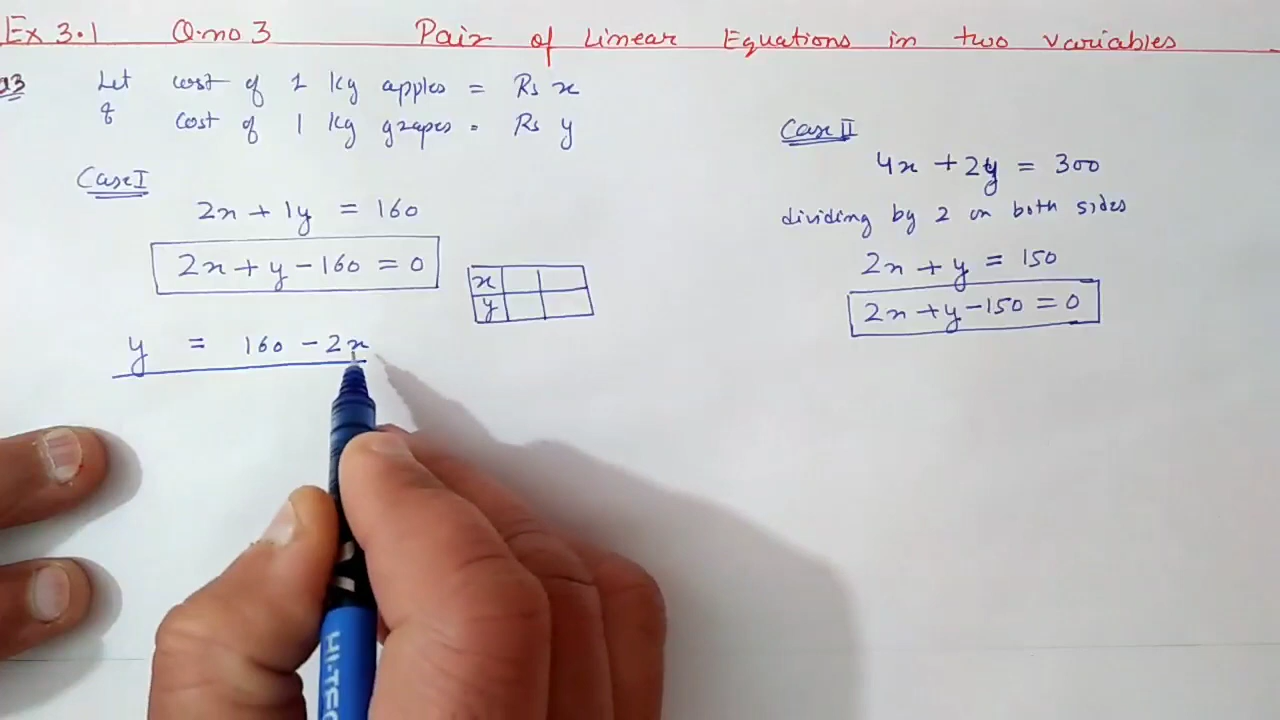 Ex 3.1 Q.no 3 Pair of Linear Equations in two variables
Q3 Let cost of 1 kg apples = Rs x
& cost of 1 kg grapes = Rs y
Case I
2x + 1y = 160
2x + y - 160 = 0
x
y
y = 160 - 2x
Case II
4x + 2y = 300
dividing by 2 on both sides
2x + y = 150
2x + y - 150 = 0
HI-TEC